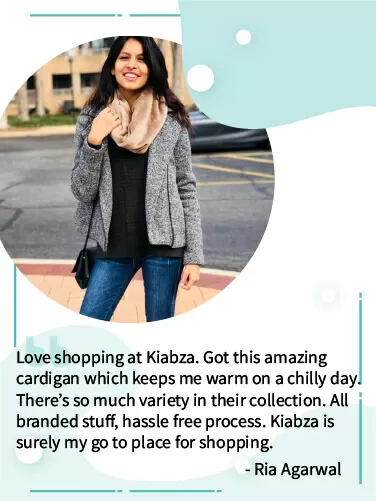 Love shopping at Kiabza. Got this amazing
cardigan which keeps me warm on a chilly day.
There’s so much variety in their collection. All
branded stuff, hassle free process. Kiabza is
surely my go to place for shopping.
- Ria Agarwal